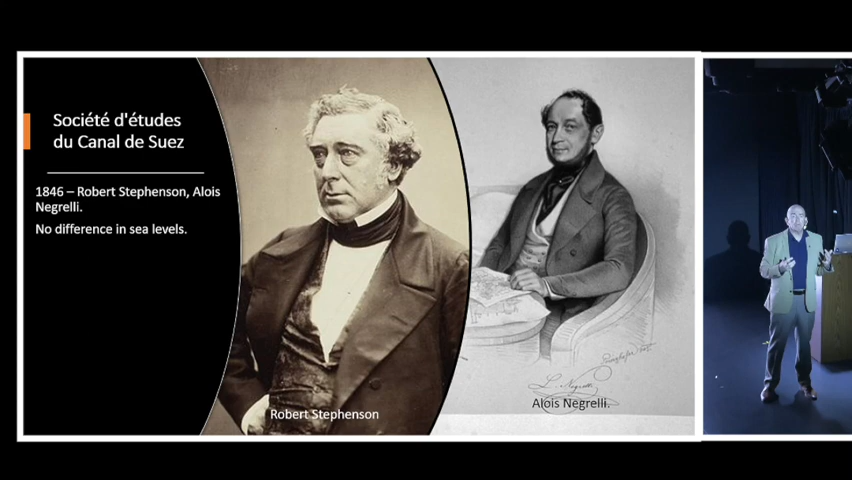 Société d'études
du Canal de Suez
1846 – Robert Stephenson, Alois
Negrelli.
No difference in sea levels.
Robert Stephenson
L. Negrelli
Alois Negrelli.